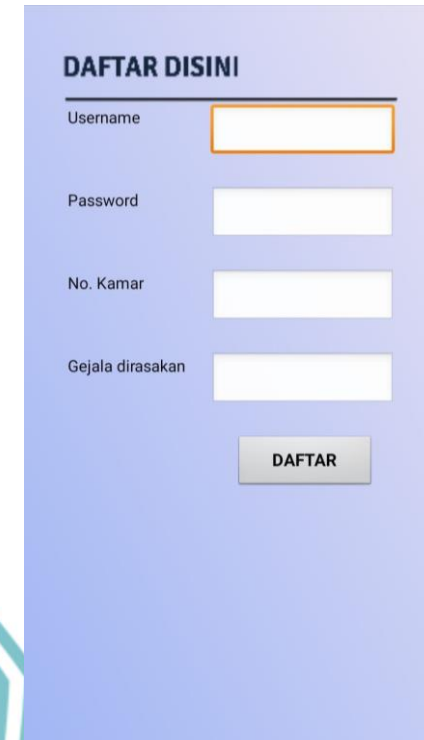 DAFTAR DISINI
Username
Password
No. Kamar
Gejala dirasakan
DAFTAR